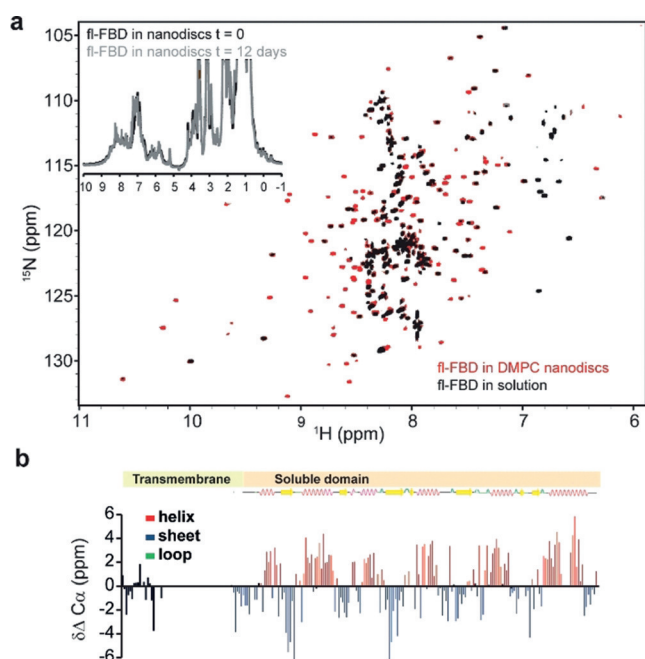 a
fl-FBD in nanodiscs t = 0
fl-FBD in nanodiscs t = 12 days
10 9 8 7 6 5 4 3 2 1 0 -1
105
110
115
120
125
130
¹⁵N (ppm)
fl-FBD in DMPC nanodiscs
fl-FBD in solution
11 10 9 8 7 6
¹H (ppm)
b
Transmembrane Soluble domain
helix
sheet
loop
6
4
2
0
-2
-4
-6
δΔ Cα (ppm)